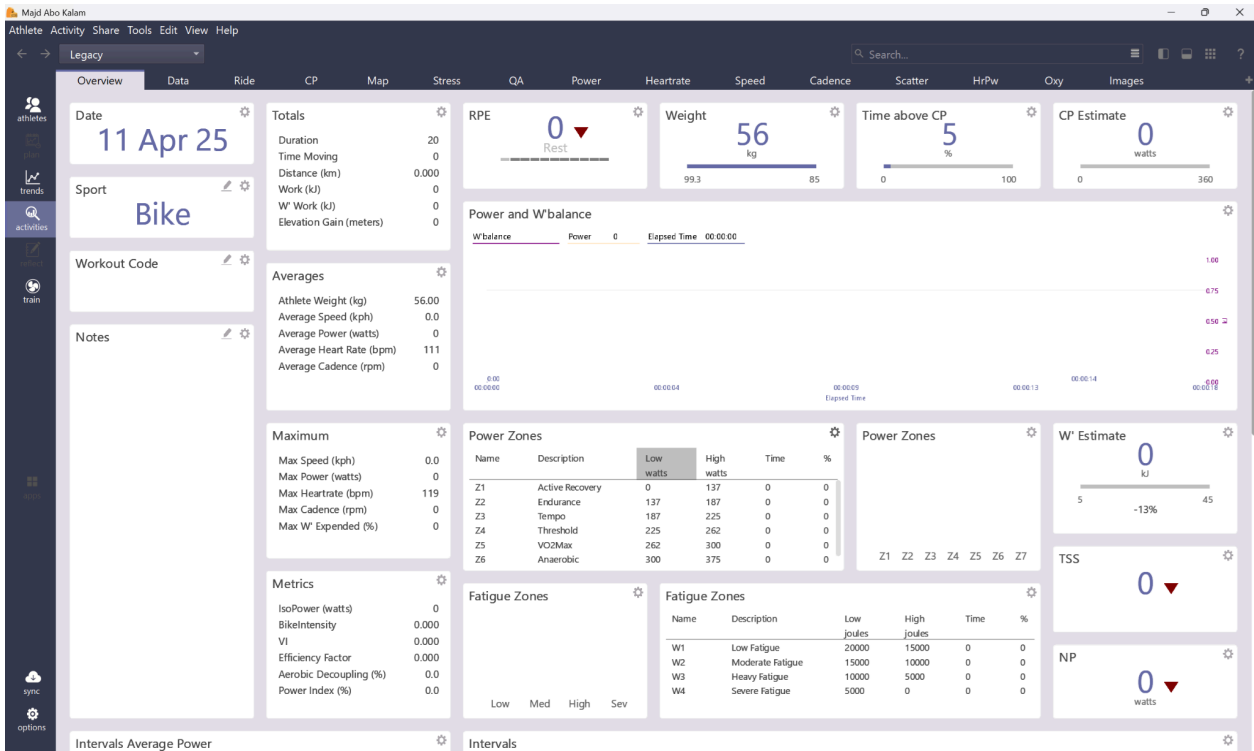 Majd Abo Kalam
Athlete Activity Share Tools Edit View Help
Legacy
Search...
?
Overview Data Ride CP Map Stress QA Power Heartrate Speed Cadence Scatter HrPw Oxy Images +
athletes
plan
trends
activities
train
apps
sync
options
Date
11 Apr 25
Sport
Bike
Workout Code
Notes
Totals
Duration 20
Time Moving 0
Distance (km) 0.000
Work (kJ) 0
W' Work (kJ) 0
Elevation Gain (meters) 0
Averages
Athlete Weight (kg) 56.00
Average Speed (kph) 0.0
Average Power (watts) 0
Average Heart Rate (bpm) 111
Average Cadence (rpm) 0
Maximum
Max Speed (kph) 0.0
Max Power (watts) 0
Max Heartrate (bpm) 119
Max Cadence (rpm) 0
Max W' Expended (%) 0
Metrics
IsoPower (watts) 0
BikeIntensity 0.000
VI 0.000
Efficiency Factor 0.000
Aerobic Decoupling (%) 0.0
Power Index (%) 0.0
RPE
0
Rest
Weight
56
kg
99.3 85
Time above CP
5
%
0 100
CP Estimate
0
watts
0 360
Power and W'balance
W'balance Power 0 Elapsed Time 00:00:00
1.00
0.75
0.50
0.25
0.00
0.00 00:00:14
00:00:00 00:00:04 00:00:09 00:00:13 00:00:18
Elapsed Time
Power Zones
Name Description Low High Time %
watts watts
Z1 Active Recovery 0 137 0 0
Z2 Endurance 137 187 0 0
Z3 Tempo 187 225 0 0
Z4 Threshold 225 262 0 0
Z5 VO2Max 262 300 0 0
Z6 Anaerobic 300 375 0 0
Power Zones
Z1 Z2 Z3 Z4 Z5 Z6 Z7
W' Estimate
0
kJ
5 45
-13%
Fatigue Zones
Low Med High Sev
Fatigue Zones
Name Description Low High Time %
joules joules
W1 Low Fatigue 20000 15000 0 0
W2 Moderate Fatigue 15000 10000 0 0
W3 Heavy Fatigue 10000 5000 0 0
W4 Severe Fatigue 5000 0 0 0
TSS
0
NP
0
watts
Intervals Average Power
Intervals